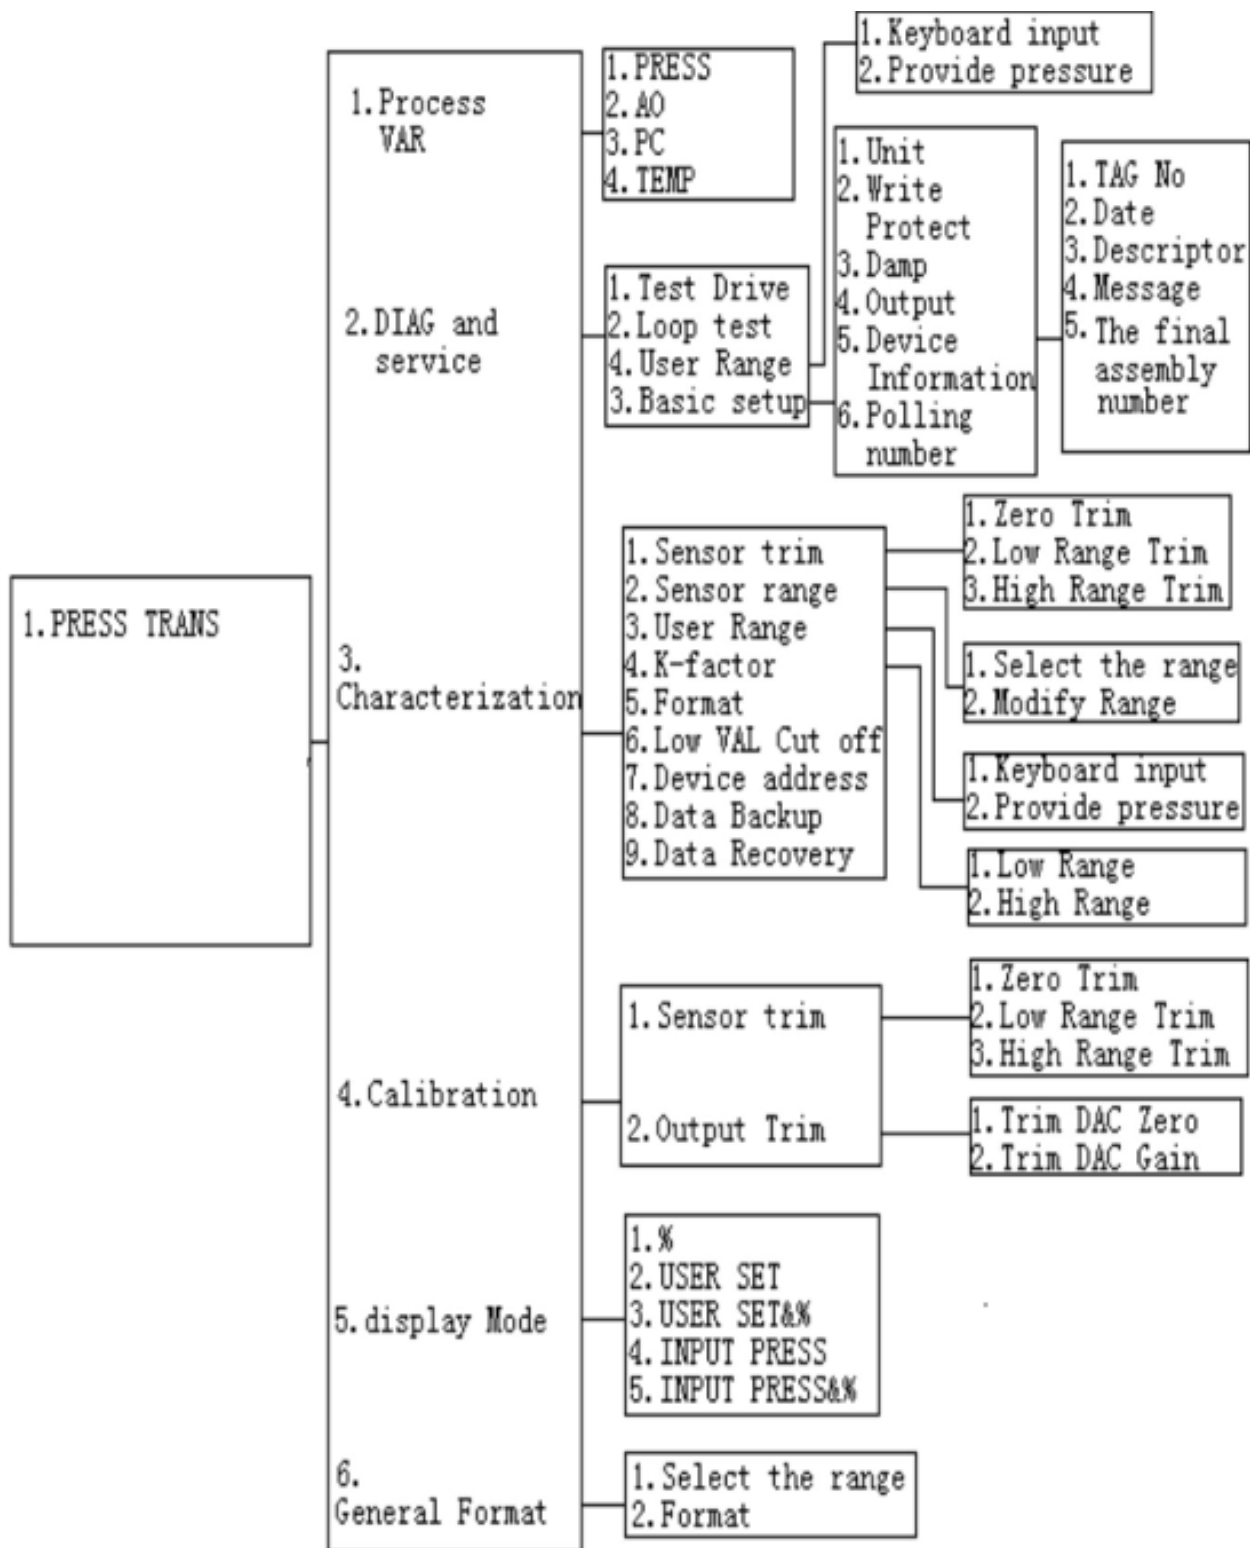 1.PRESS TRANS
1.Process
VAR
2.DIAG and
service
3.
Characterization
4.Calibration
5.display Mode
6.
General Format
1.PRESS
2.AO
3.PC
4.TEMP
1.Test Drive
2.Loop test
4.User Range
3.Basic setup
1.Keyboard input
2.Provide pressure
1.Unit
2.Write
Protect
3.Damp
4.Output
5.Device
Information
6.Polling
number
1.TAG No
2.Date
3.Descriptor
4.Message
5.The final
assembly
number
1.Sensor trim
2.Sensor range
3.User Range
4.K-factor
5.Format
6.Low VAL Cut off
7.Device address
8.Data Backup
9.Data Recovery
1.Zero Trim
2.Low Range Trim
3.High Range Trim
1.Select the range
2.Modify Range
1.Keyboard input
2.Provide pressure
1.Low Range
2.High Range
1.Sensor trim
2.Output Trim
1.Zero Trim
2.Low Range Trim
3.High Range Trim
1.Trim DAC Zero
2.Trim DAC Gain
1.%
2.USER SET
3.USER SET&%
4.INPUT PRESS
5.INPUT PRESS&%
1.Select the range
2.Format